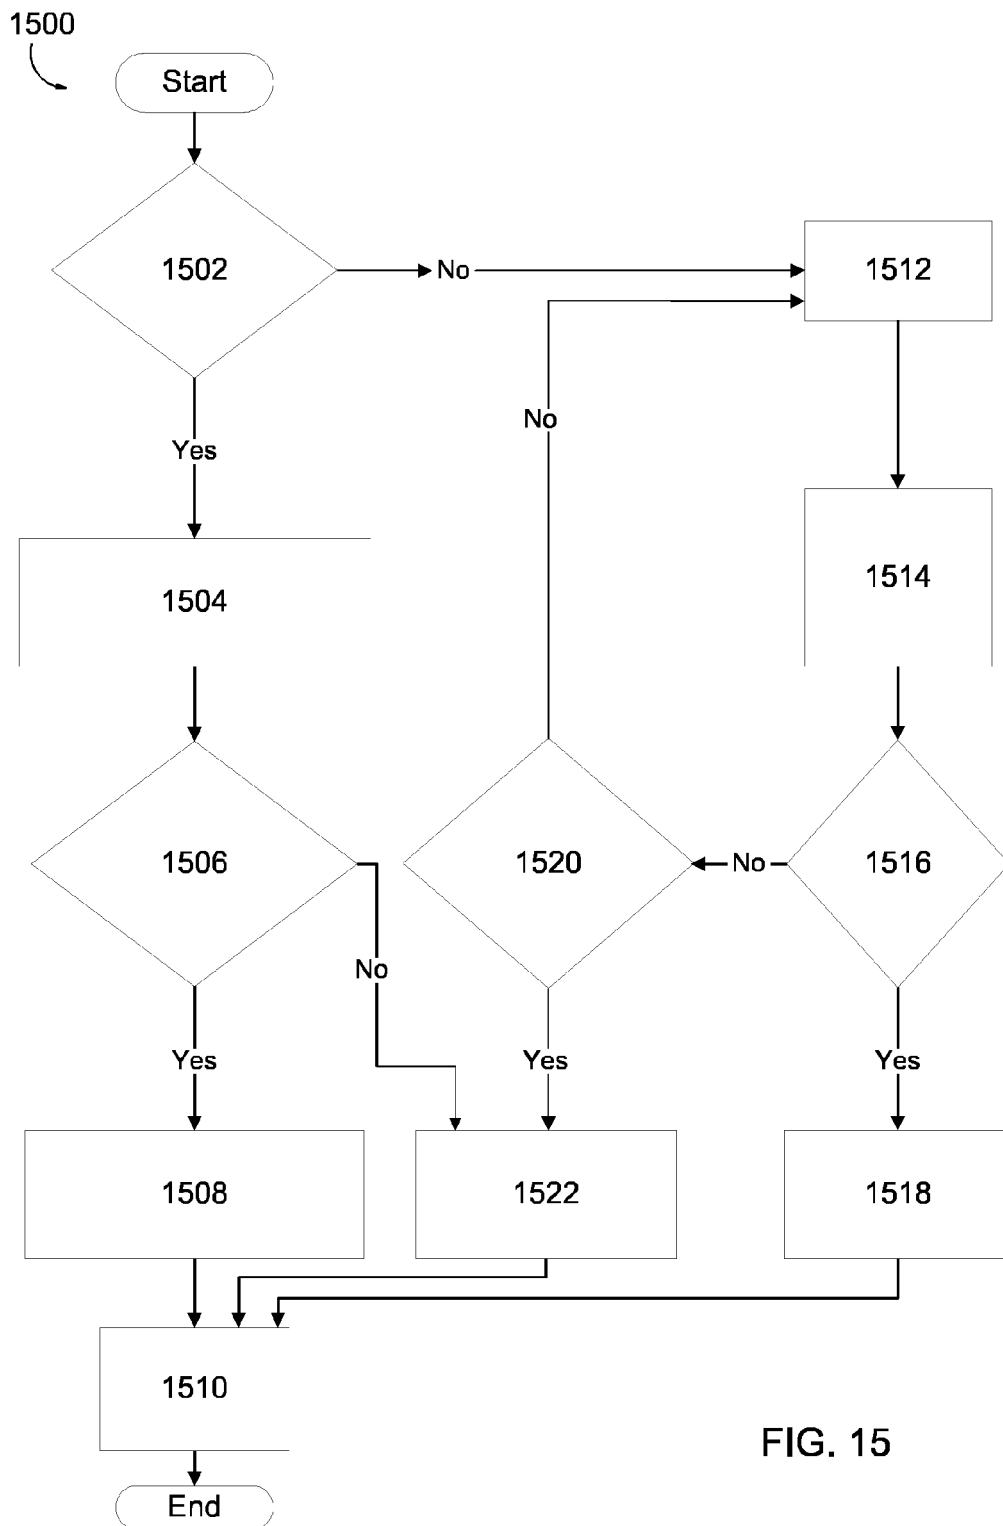 1500
Start
1502
No
1512
No
Yes
1504
1514
1506
1520
No
1516
No
Yes
Yes
Yes
1508
1522
1518
1510
FIG. 15
End